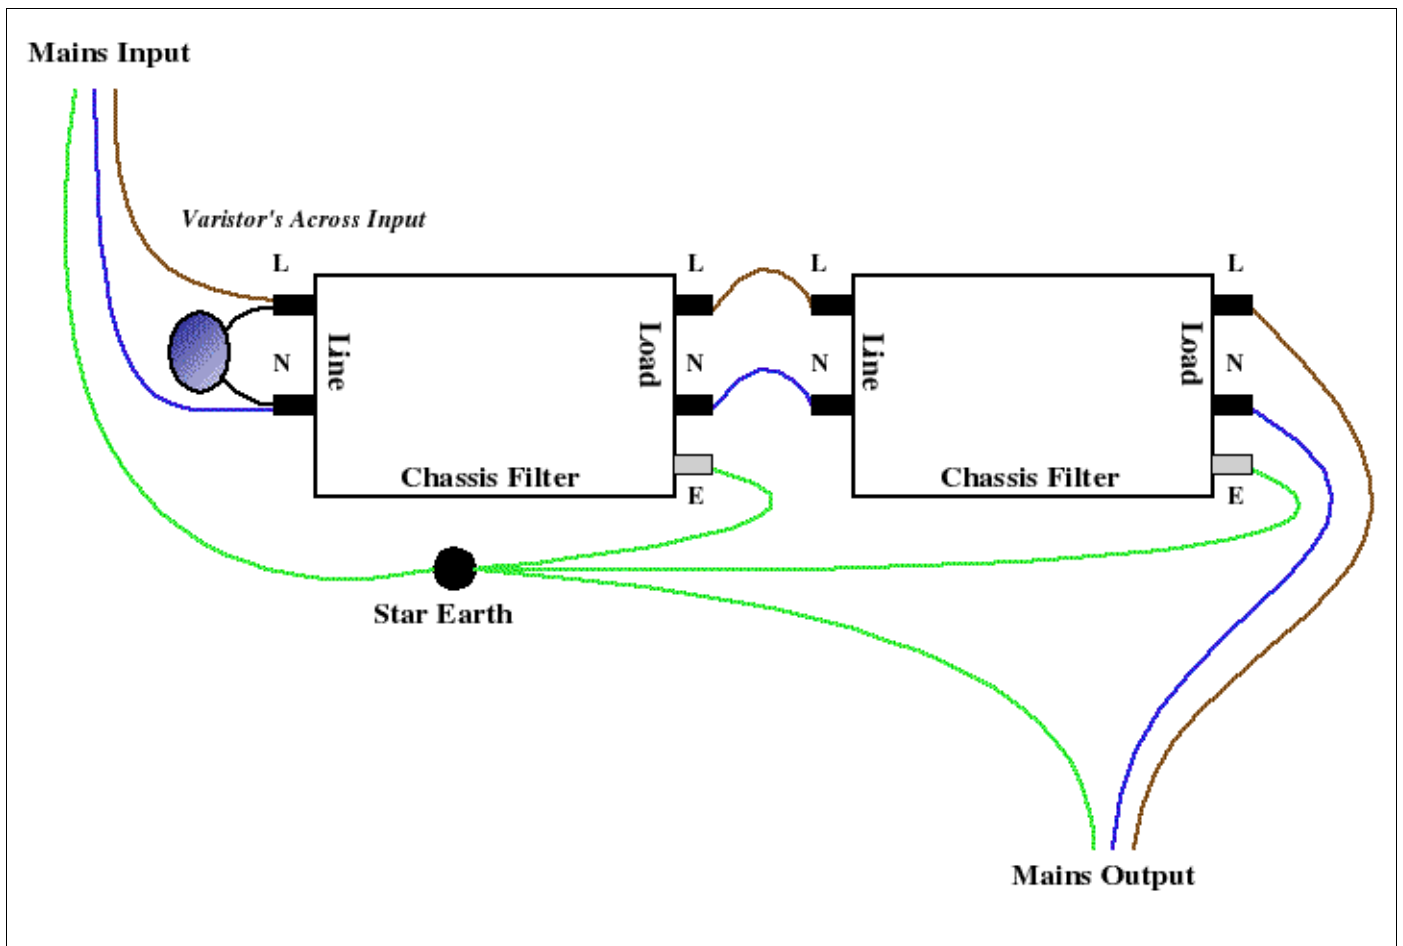 Mains Input
Varistor's Across Input
L
L
L
L
Line
Load
Line
Load
N
N
N
N
Chassis Filter
Chassis Filter
E
E
Star Earth
Mains Output